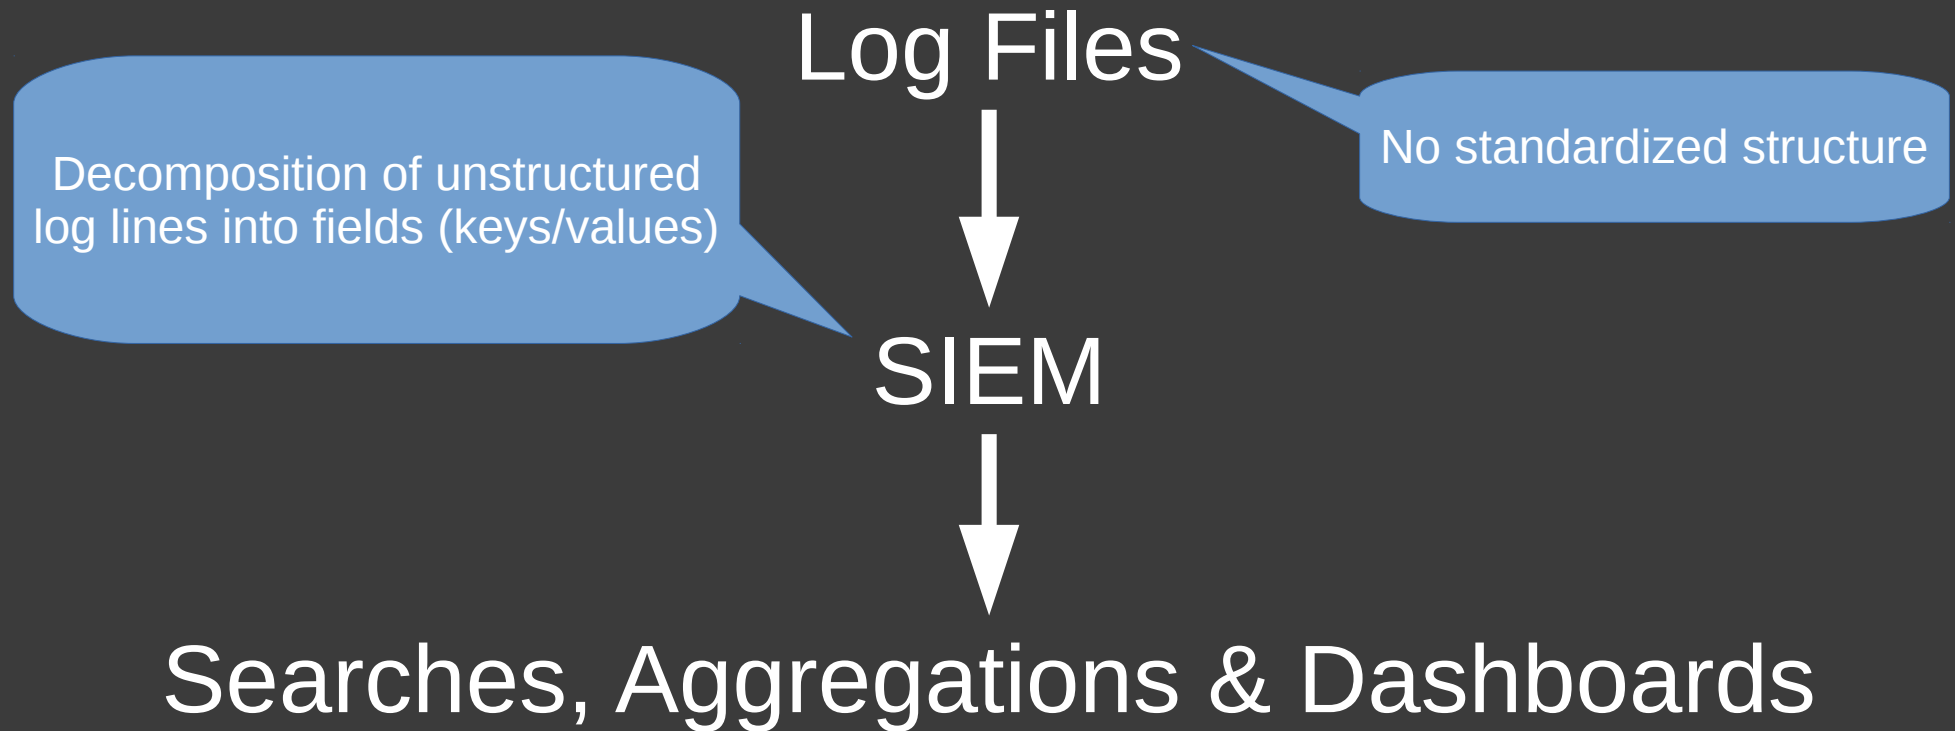 Log Files
No standardized structure
Decomposition of unstructured
log lines into fields (keys/values)
SIEM
Searches, Aggregations & Dashboards